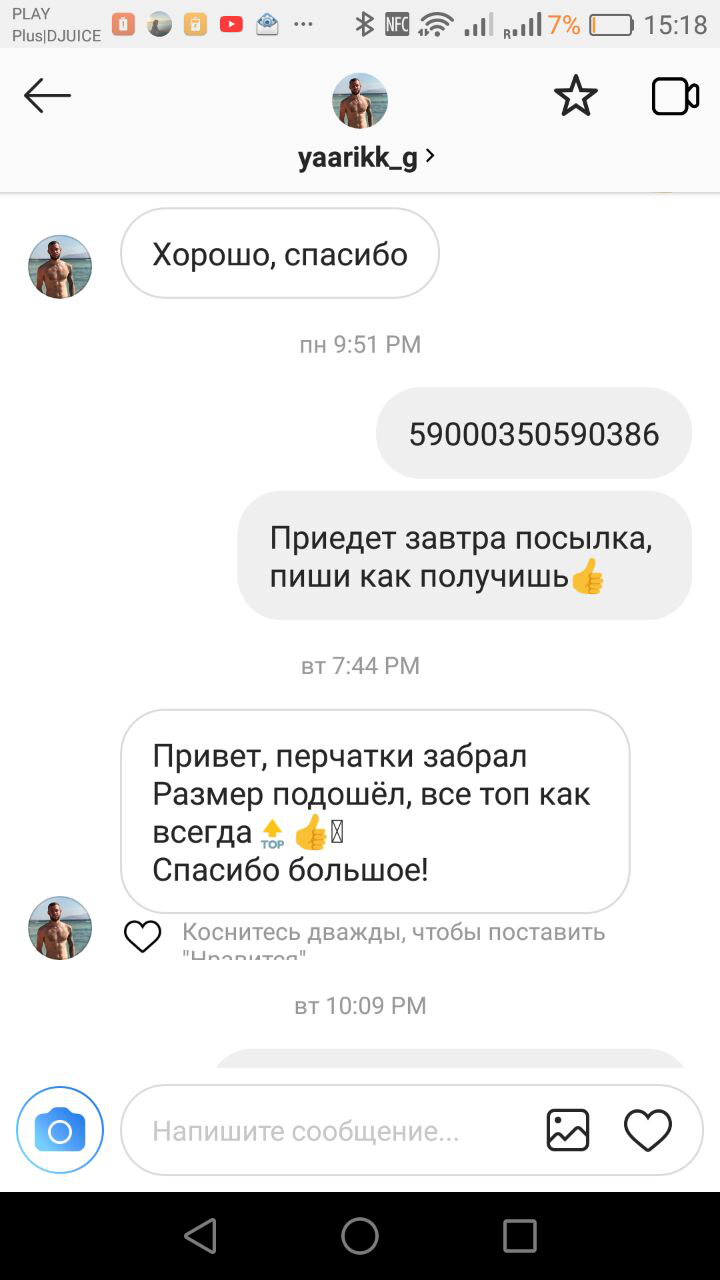 PLAY
Plus|DJUICE
NFC
R
7%
15:18
yaarikk_g
Хорошо, спасибо
пн 9:51 PM
59000350590386
Приедет завтра посылка,
пиши как получишь👍
вт 7:44 PM
Привет, перчатки забрал
Размер подошёл, все топ как
всегда 🔝 👍
Спасибо большое!
Коснитесь дважды, чтобы поставить
"Нравится"
вт 10:09 PM
Напишите сообщение...